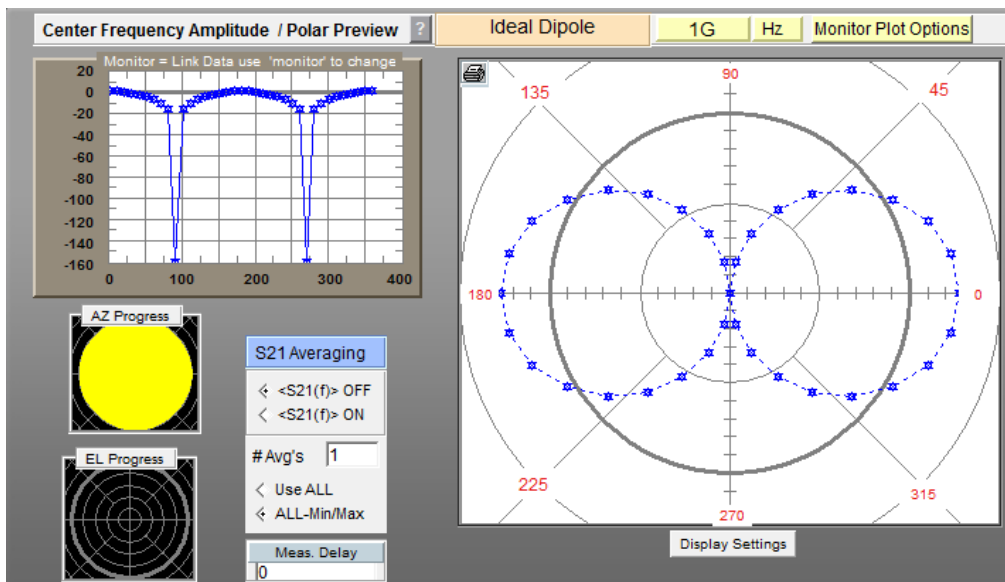 Center Frequency Amplitude / Polar Preview ? Ideal Dipole 1G Hz Monitor Plot Options
Monitor = Link Data use 'monitor' to change
20
0
-20
-40
-60
-80
-100
-120
-140
-160
0 100 200 300 400
90
135 45
180 0
225 315
270
AZ Progress
EL Progress
S21 Averaging
<S21(f)> OFF
<S21(f)> ON
# Avg's 1
Use ALL
ALL-Min/Max
Meas. Delay
0
Display Settings